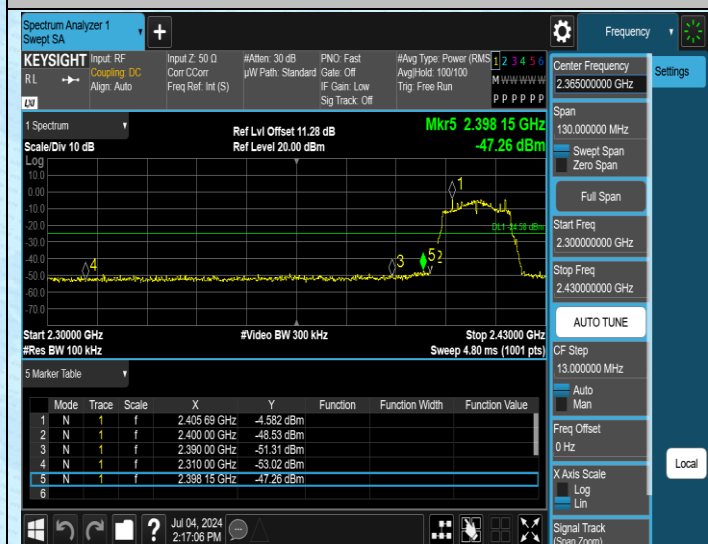 Spectrum Analyzer 1
Swept SA
Frequency
KEYSIGHT
RL
LXI
Input: RF
Coupling: DC
Align: Auto
Input Z: 50 Ω
Corr CCorr
Freq Ref: Int (S)
#Atten: 30 dB
µW Path: Standard
PNO: Fast
Gate: Off
IF Gain: Low
Sig Track: Off
#Avg Type: Power (RMS
Avg|Hold: 100/100
Trig: Free Run
1 2 3 4 5 6
M W W W W W
P P P P P P
1 Spectrum
Scale/Div 10 dB
Ref Lvl Offset 11.28 dB
Ref Level 20.00 dBm
Mkr5 2.398 15 GHz
-47.26 dBm
Log
10.0
0.00
-10.0
-20.0
-30.0
-40.0
-50.0
-60.0
-70.0
1
DL1 -24.58 dBm
4
3
5
2
Start 2.30000 GHz
#Res BW 100 kHz
#Video BW 300 kHz
Stop 2.43000 GHz
Sweep 4.80 ms (1001 pts)
5 Marker Table
Mode Trace Scale X Y Function Function Width Function Value
1 N 1 f 2.405 69 GHz -4.582 dBm
2 N 1 f 2.400 00 GHz -48.53 dBm
3 N 1 f 2.390 00 GHz -51.31 dBm
4 N 1 f 2.310 00 GHz -53.02 dBm
5 N 1 f 2.398 15 GHz -47.26 dBm
6
Jul 04, 2024
2:17:06 PM
Center Frequency
2.365000000 GHz
Settings
Span
130.000000 MHz
Swept Span
Zero Span
Full Span
Start Freq
2.300000000 GHz
Stop Freq
2.430000000 GHz
AUTO TUNE
CF Step
13.000000 MHz
Auto
Man
Freq Offset
0 Hz
Local
X Axis Scale
Log
Lin
Signal Track
(Span Zoom)